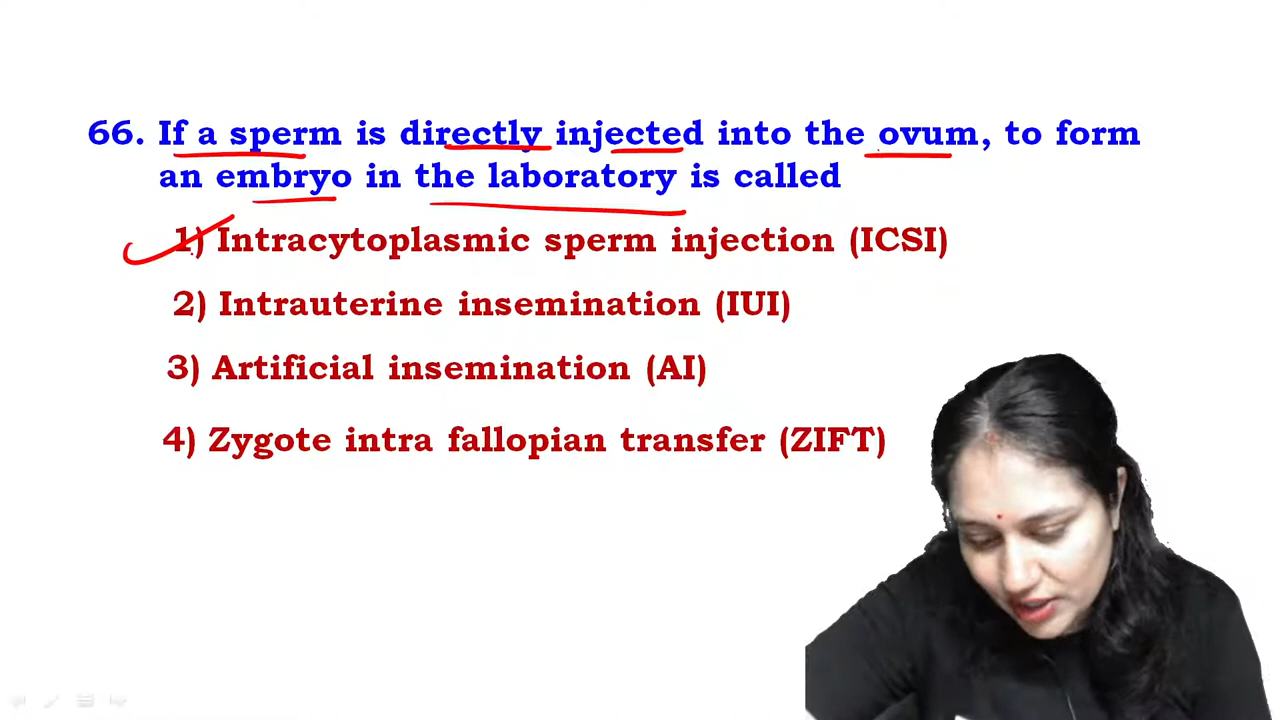 66. If a sperm is directly injected into the ovum, to form
an embryo in the laboratory is called
1) Intracytoplasmic sperm injection (ICSI)
2) Intrauterine insemination (IUI)
3) Artificial insemination (AI)
4) Zygote intra fallopian transfer (ZIFT)